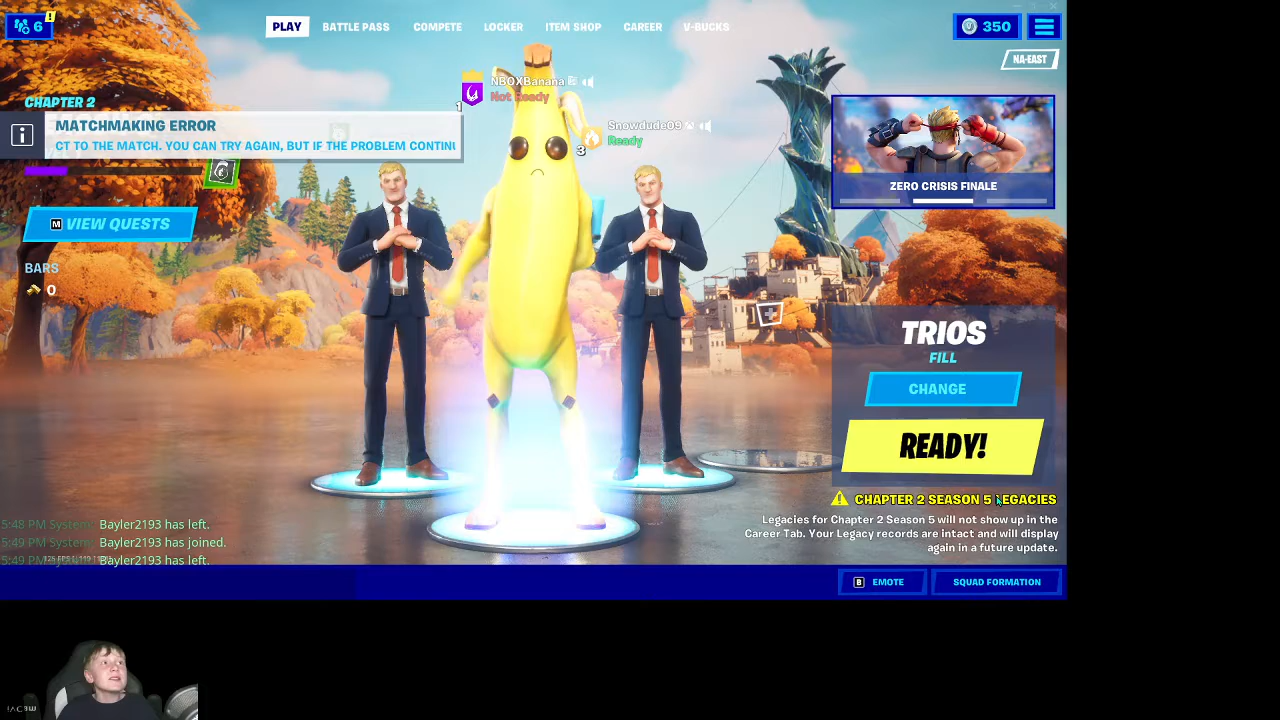 6
!
PLAY
BATTLE PASS
COMPETE
LOCKER
ITEM SHOP
CAREER
V-BUCKS
350
NA-EAST
NBOXBanana E
Not Ready
1
Snowdude09
Ready
3
CHAPTER 2
MATCHMAKING ERROR
CT TO THE MATCH. YOU CAN TRY AGAIN, BUT IF THE PROBLEM CONTINU
M VIEW QUESTS
BARS
0
ZERO CRISIS FINALE
TRIOS
FILL
CHANGE
READY!
CHAPTER 2 SEASON 5 LEGACIES
Legacies for Chapter 2 Season 5 will not show up in the
Career Tab. Your Legacy records are intact and will display
again in a future update.
5:48 PM System: Bayler2193 has left.
5:49 PM System: Bayler2193 has joined.
5:49 PM System: Bayler2193 has left.
B EMOTE
SQUAD FORMATION